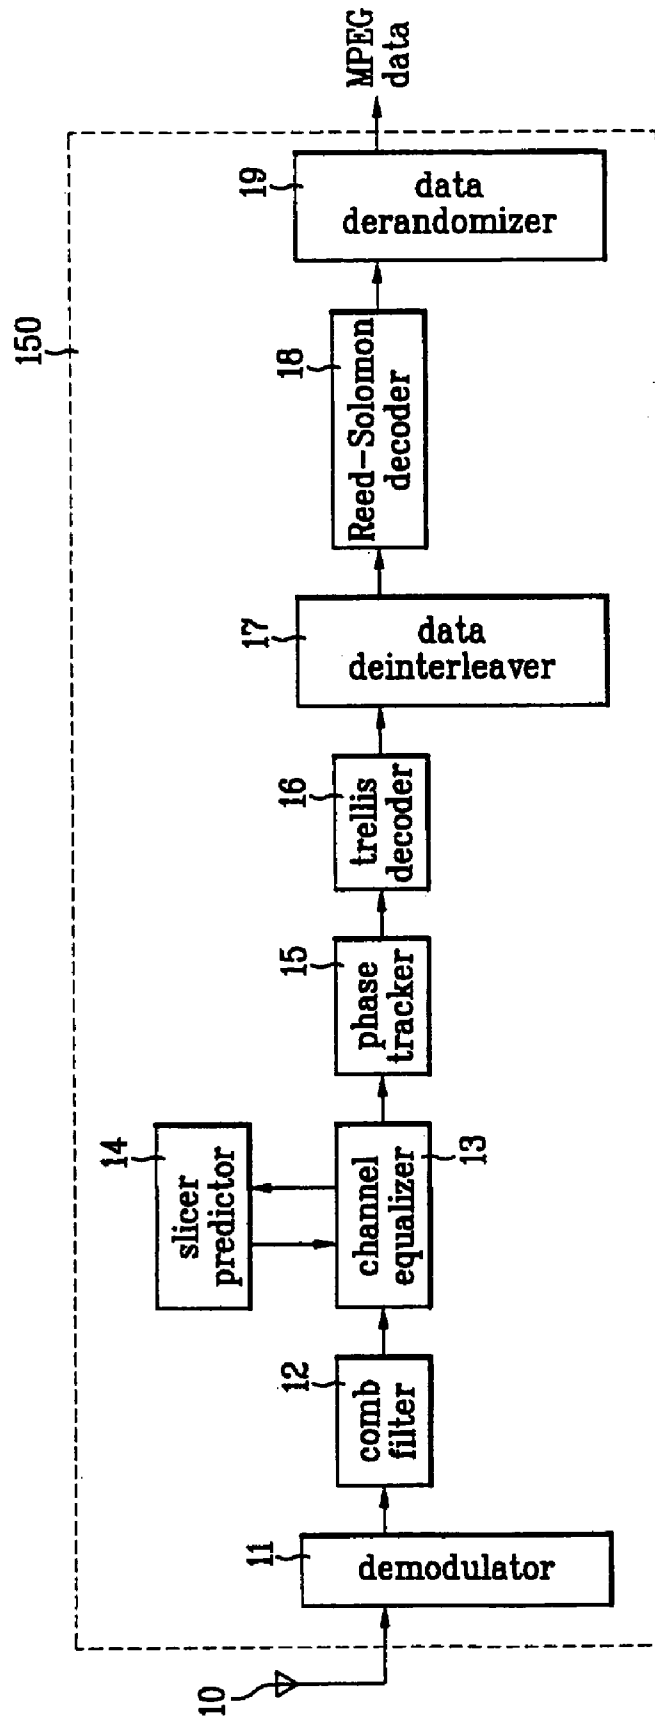 150
10
11
demodulator
12
comb
filter
13
channel
equalizer
14
slicer
predictor
15
phase
tracker
16
trellis
decoder
17
data
deinterleaver
18
Reed-Solomon
decoder
19
data
derandomizer
MPEG
data